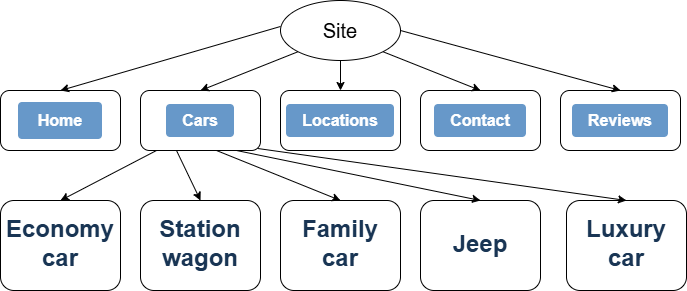 Site
Home
Cars
Locations
Contact
Reviews
Economy
car
Station
wagon
Family
car
Jeep
Luxury
car